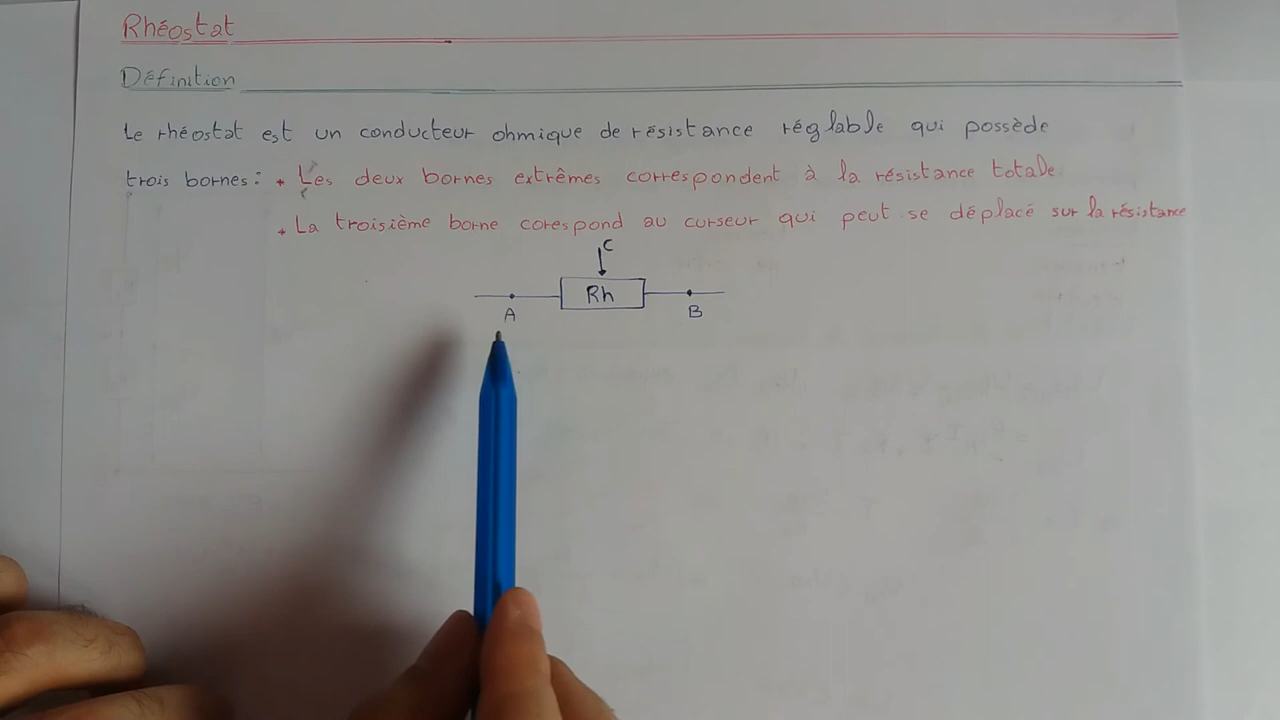 Rhéostat
Définition
Le rhéostat est un conducteur ohmique de résistance réglable qui possède
trois bornes: * Les deux bornes extrêmes correspondent à la résistance totale.
* La troisième borne corespond au curseur qui peut se déplacé sur la résistance
C
Rh
A
B